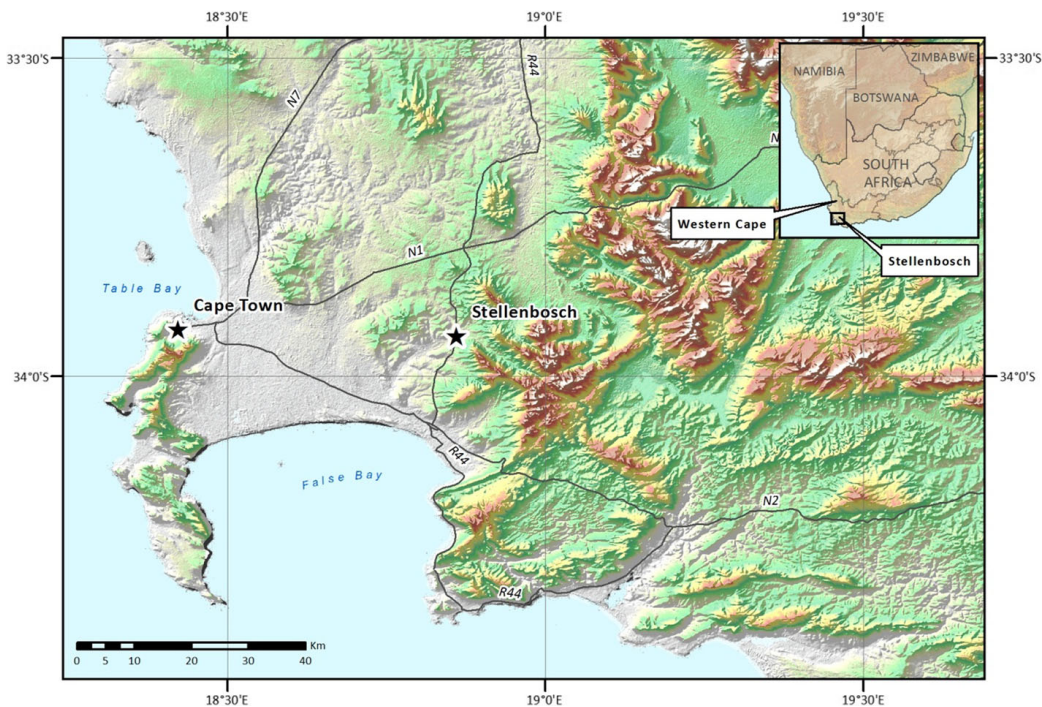 18°30'E
19°0'E
19°30'E
33°30'S
33°30'S
34°0'S
34°0'S
N7
R44
N
N1
Table Bay
Cape Town
Stellenbosch
R44
False Bay
N2
R44
NAMIBIA
ZIMBABWE
BOTSWANA
SOUTH
AFRICA
Western Cape
Stellenbosch
Km
0 5 10 20 30 40
18°30'E
19°0'E
19°30'E